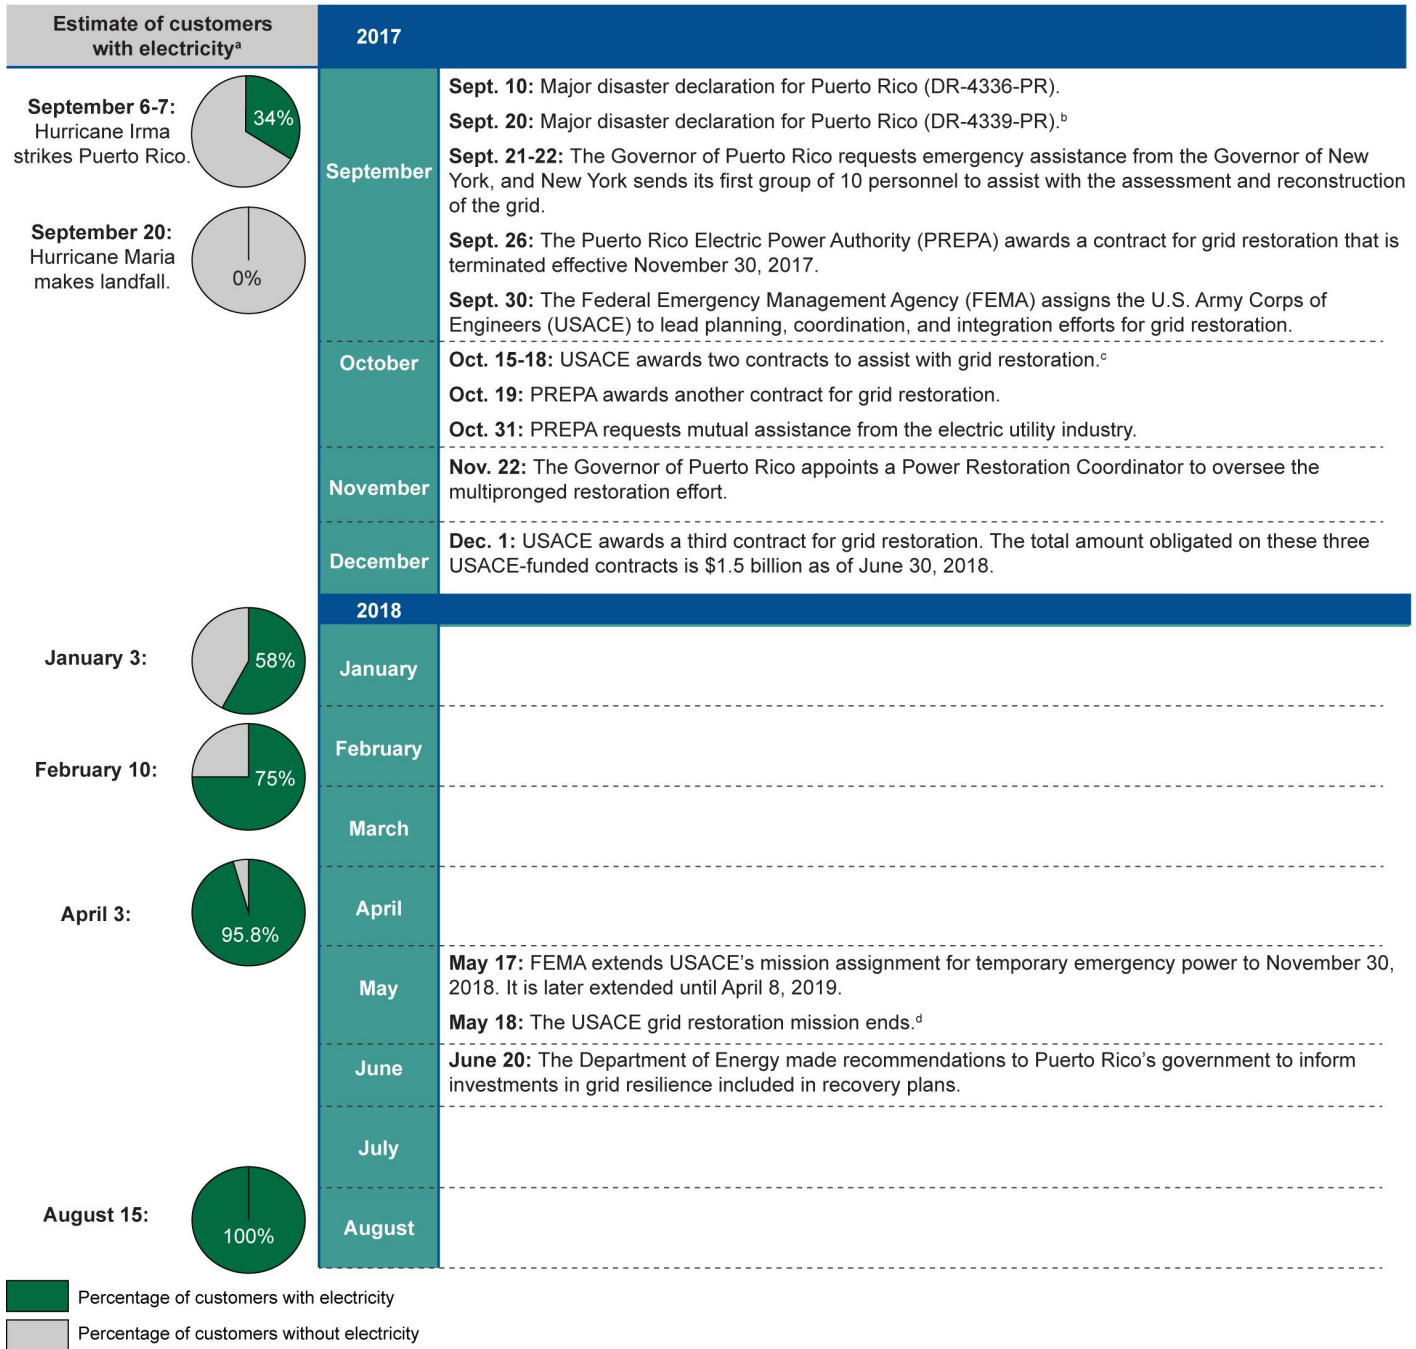 Estimate of customers
with electricityᵃ
2017
September 6-7:
Hurricane Irma
strikes Puerto Rico.
34%
September 20:
Hurricane Maria
makes landfall.
0%
September
Sept. 10: Major disaster declaration for Puerto Rico (DR-4336-PR).
Sept. 20: Major disaster declaration for Puerto Rico (DR-4339-PR).ᵇ
Sept. 21-22: The Governor of Puerto Rico requests emergency assistance from the Governor of New
York, and New York sends its first group of 10 personnel to assist with the assessment and reconstruction
of the grid.
Sept. 26: The Puerto Rico Electric Power Authority (PREPA) awards a contract for grid restoration that is
terminated effective November 30, 2017.
Sept. 30: The Federal Emergency Management Agency (FEMA) assigns the U.S. Army Corps of
Engineers (USACE) to lead planning, coordination, and integration efforts for grid restoration.
October
Oct. 15-18: USACE awards two contracts to assist with grid restoration.ᶜ
Oct. 19: PREPA awards another contract for grid restoration.
Oct. 31: PREPA requests mutual assistance from the electric utility industry.
November
Nov. 22: The Governor of Puerto Rico appoints a Power Restoration Coordinator to oversee the
multipronged restoration effort.
December
Dec. 1: USACE awards a third contract for grid restoration. The total amount obligated on these three
USACE-funded contracts is $1.5 billion as of June 30, 2018.
2018
January 3:
58%
January
February 10:
75%
February
March
April 3:
95.8%
April
May
May 17: FEMA extends USACE’s mission assignment for temporary emergency power to November 30,
2018. It is later extended until April 8, 2019.
May 18: The USACE grid restoration mission ends.ᵈ
June
June 20: The Department of Energy made recommendations to Puerto Rico’s government to inform
investments in grid resilience included in recovery plans.
July
August 15:
100%
August
Percentage of customers with electricity
Percentage of customers without electricity